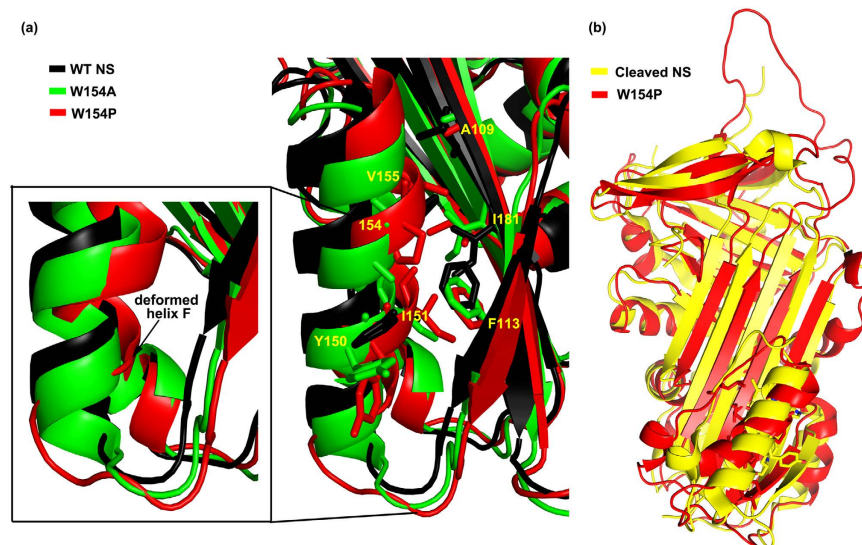 (a)
WT NS
W154A
W154P
A109
V155
I181
154
deformed
helix F
I151
F113
Y150
(b)
Cleaved NS
W154P